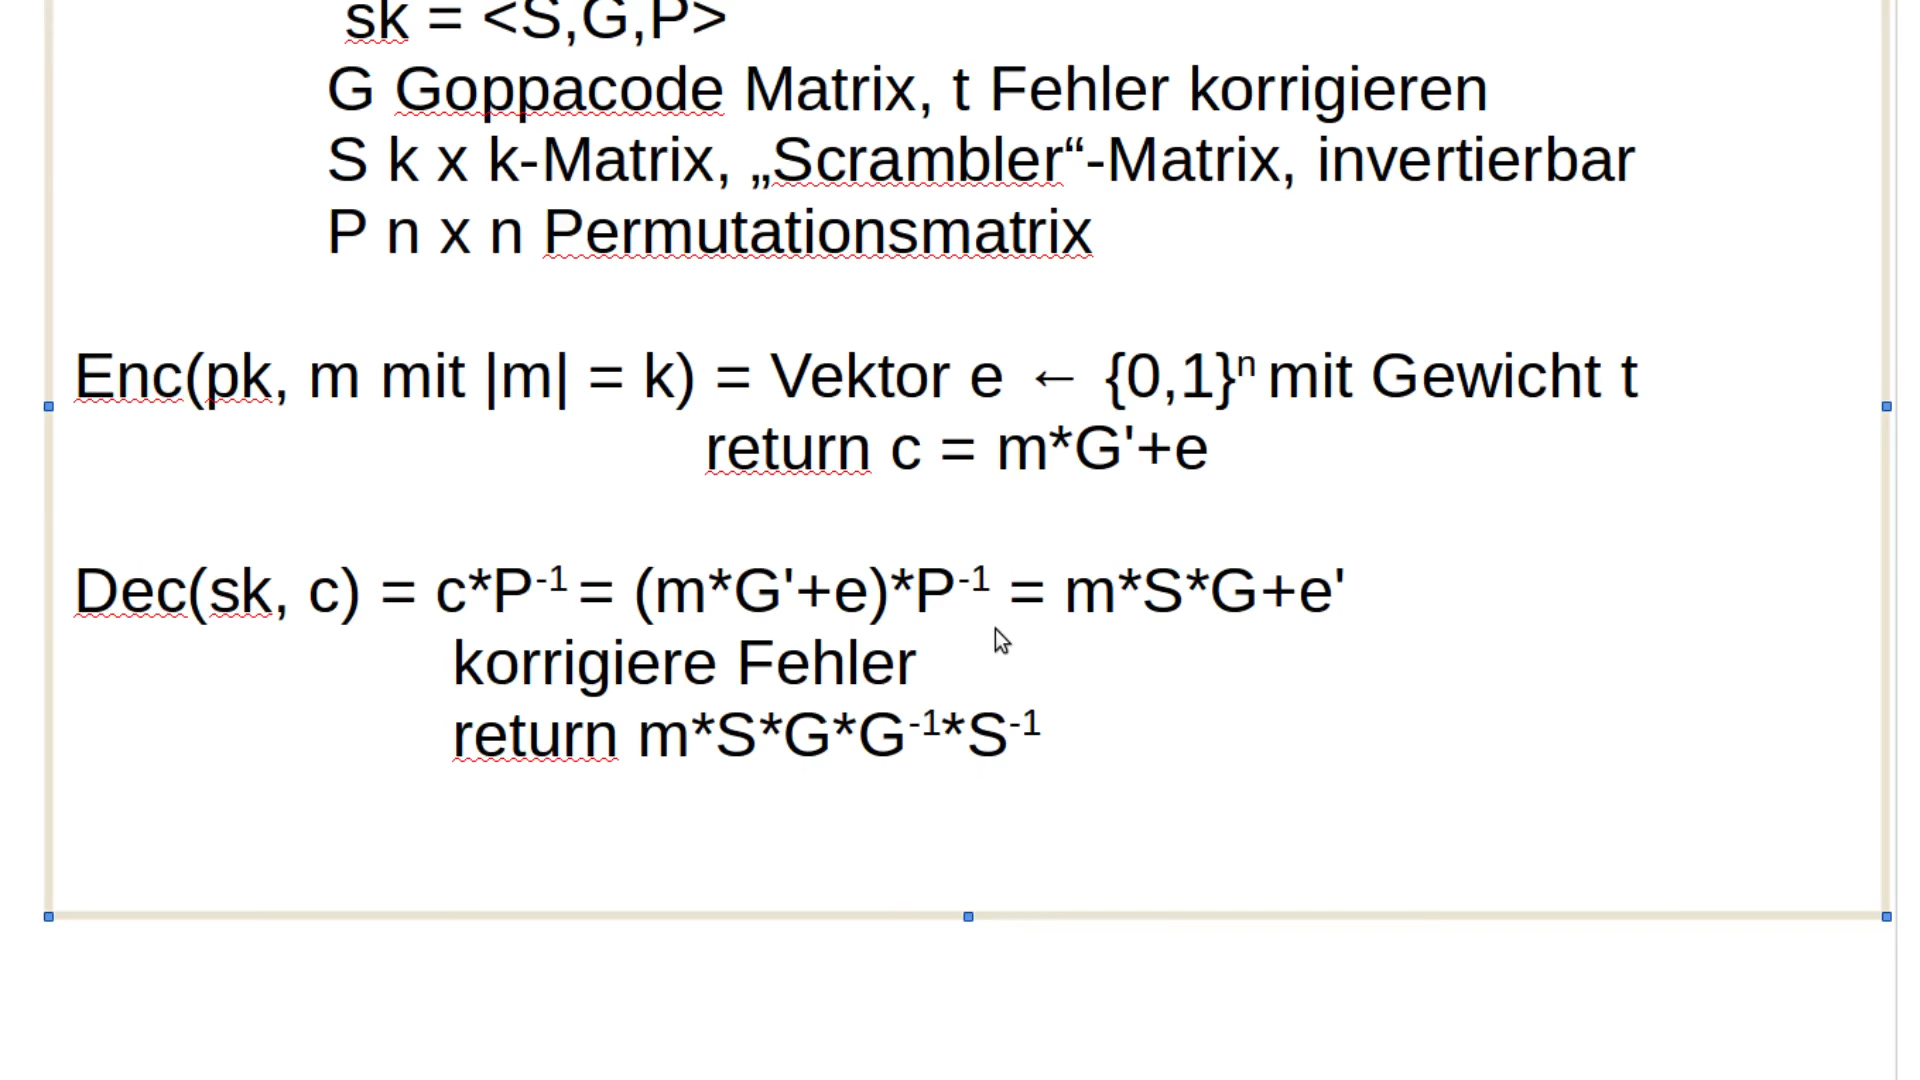 sk = <S,G,P>
G Goppacode Matrix, t Fehler korrigieren
S k x k-Matrix, „Scrambler“-Matrix, invertierbar
P n x n Permutationsmatrix
Enc(pk, m mit |m| = k) = Vektor e ← {0,1}ⁿ mit Gewicht t
return c = m*G'+e
Dec(sk, c) = c*P⁻¹ = (m*G'+e)*P⁻¹ = m*S*G+e'
korrigiere Fehler
return m*S*G*G⁻¹*S⁻¹